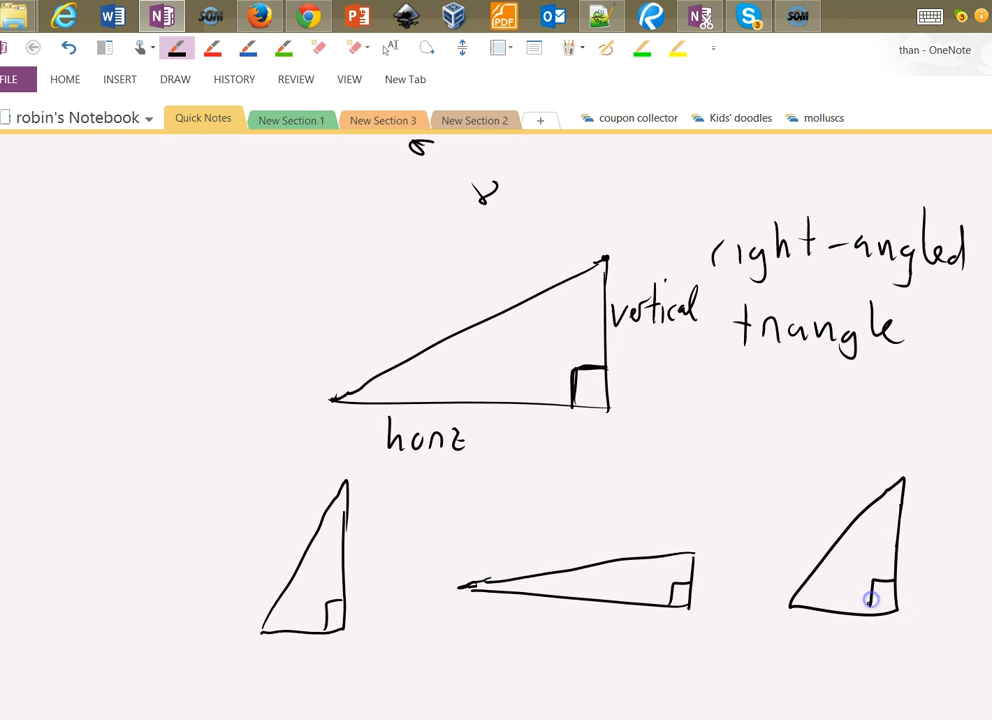 than - OneNote
FILE HOME INSERT DRAW HISTORY REVIEW VIEW New Tab
robin's Notebook Quick Notes New Section 1 New Section 3 New Section 2 + coupon collector Kids' doodles molluscs
right-angled
vertical
triangle
horiz